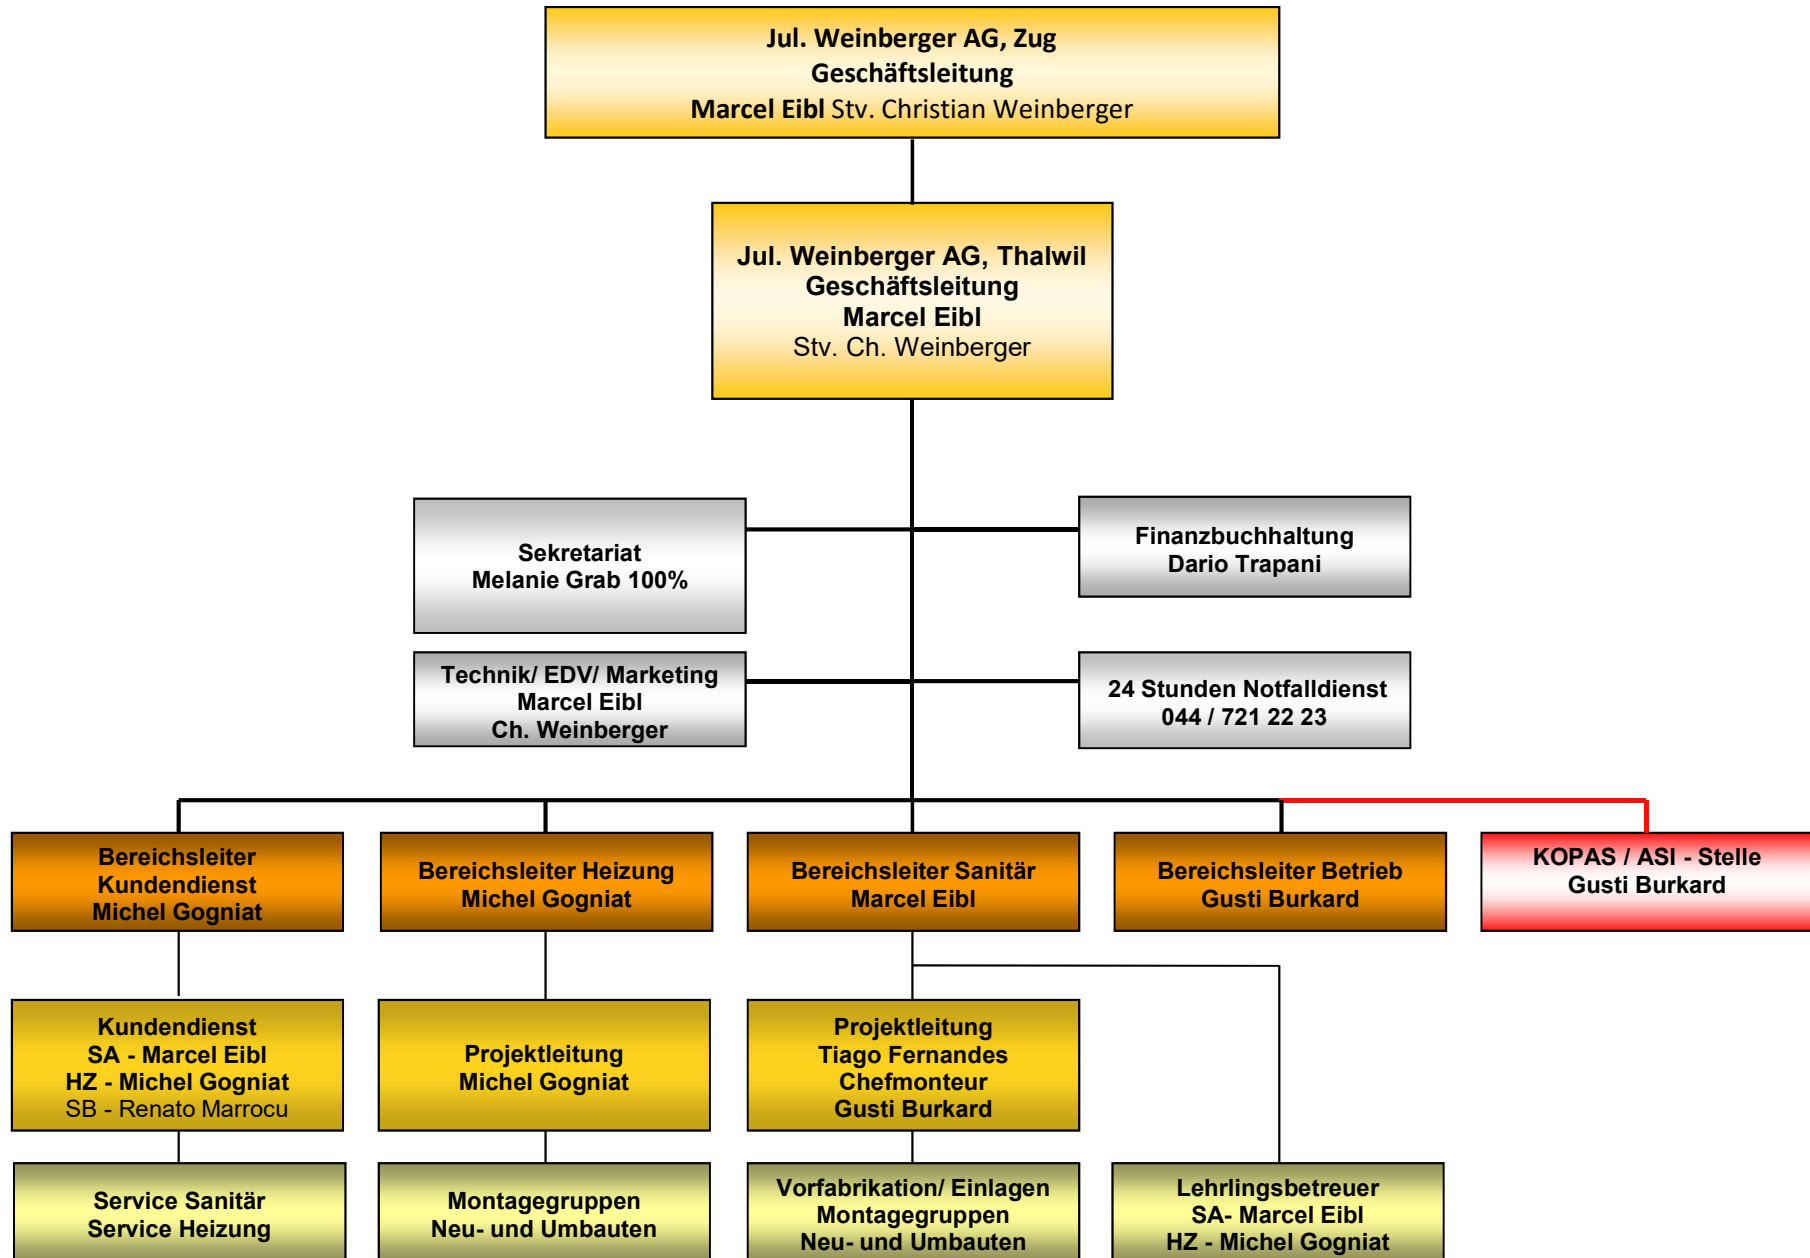 Jul. Weinberger AG, Zug
Geschäftsleitung
Marcel Eibl Stv. Christian Weinberger
Jul. Weinberger AG, Thalwil
Geschäftsleitung
Marcel Eibl
Stv. Ch. Weinberger
Sekretariat
Melanie Grab 100%
Finanzbuchhaltung
Dario Trapani
Technik/ EDV/ Marketing
Marcel Eibl
Ch. Weinberger
24 Stunden Notfalldienst
044 / 721 22 23
Bereichsleiter
Kundendienst
Michel Gogniat
Bereichsleiter Heizung
Michel Gogniat
Bereichsleiter Sanitär
Marcel Eibl
Bereichsleiter Betrieb
Gusti Burkard
KOPAS / ASI - Stelle
Gusti Burkard
Kundendienst
SA - Marcel Eibl
HZ - Michel Gogniat
SB - Renato Marrocu
Projektleitung
Michel Gogniat
Projektleitung
Tiago Fernandes
Chefmonteur
Gusti Burkard
Service Sanitär
Service Heizung
Montagegruppen
Neu- und Umbauten
Vorfabrikation/ Einlagen
Montagegruppen
Neu- und Umbauten
Lehrlingsbetreuer
SA- Marcel Eibl
HZ - Michel Gogniat